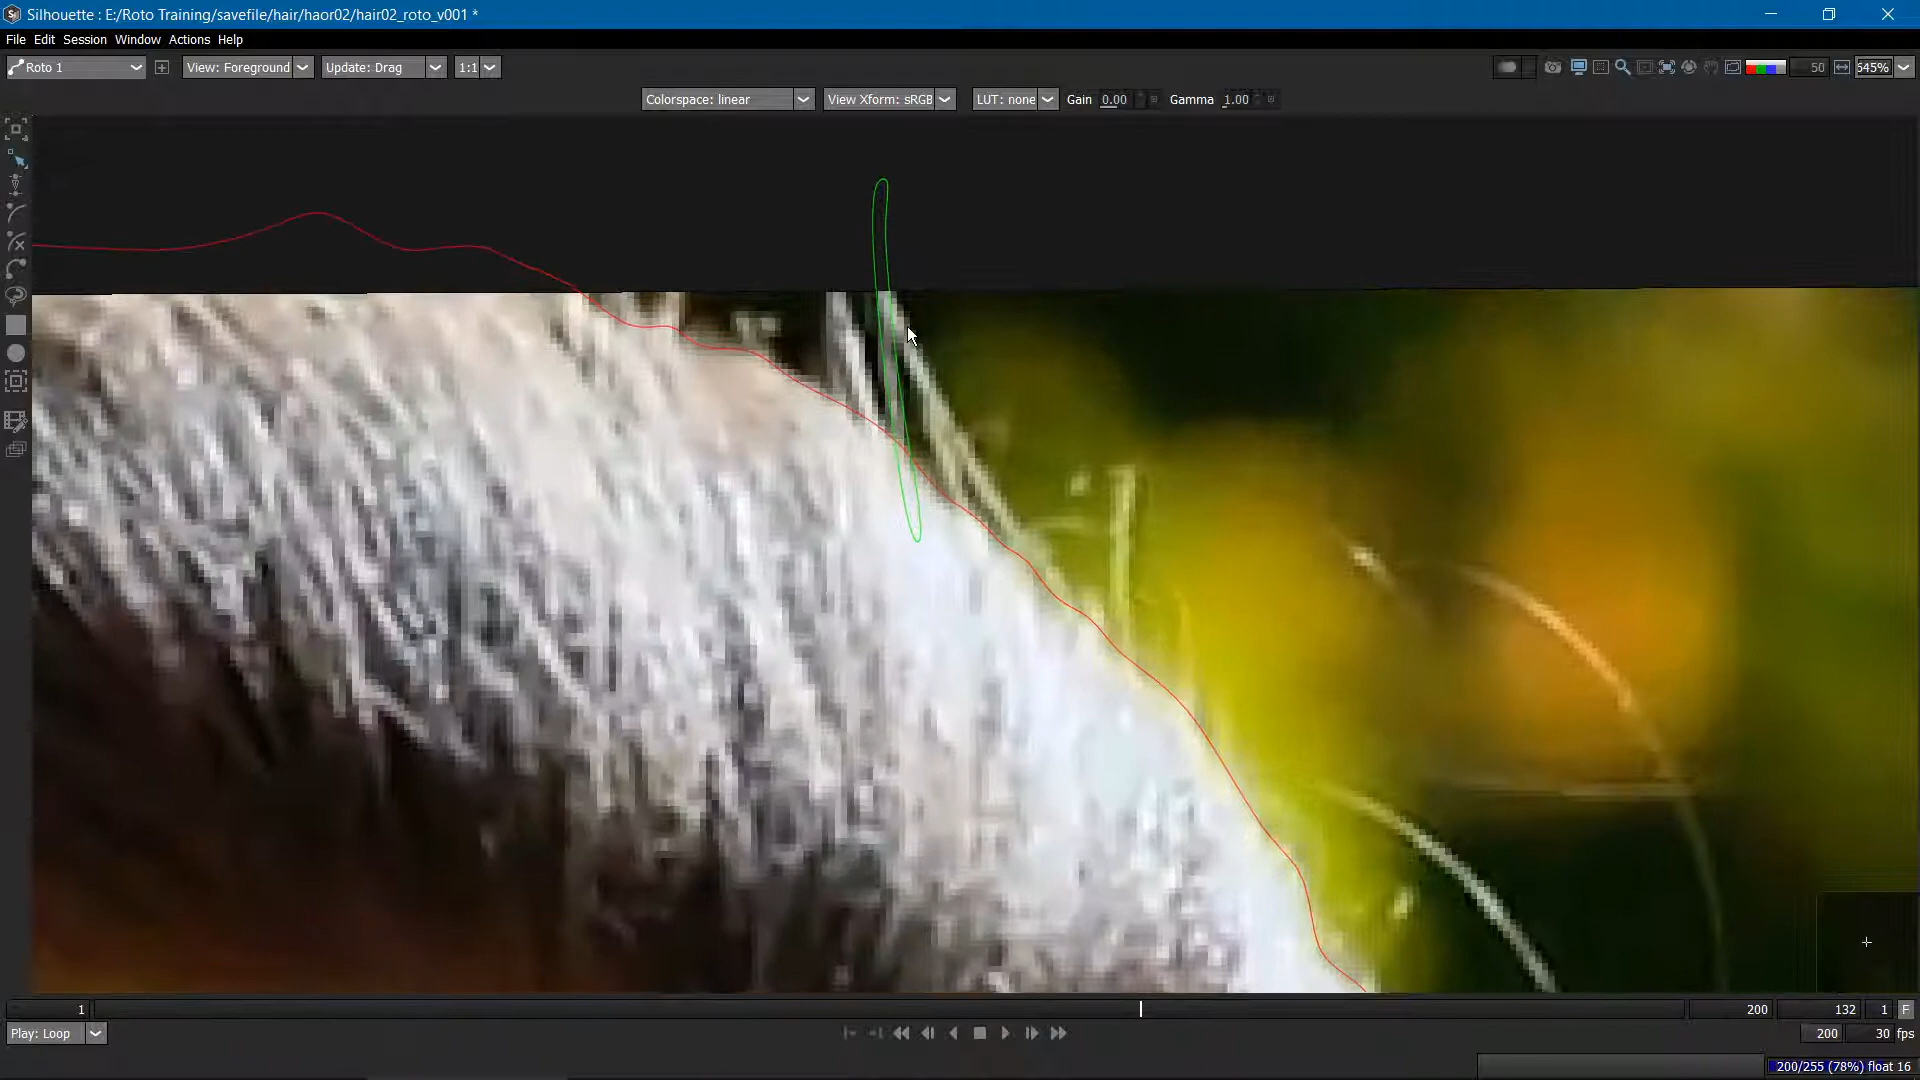 Silhouette : E:/Roto Training/savefile/hair/haor02/hair02_roto_v001 *
File Edit Session Window Actions Help
Roto 1 View: Foreground Update: Drag 1:1 50 545%
Colorspace: linear View Xform: sRGB LUT: none Gain 0.00 Gamma 1.00
1 200 132 1 F
Play: Loop 200 30 fps
200/255 (78%) float 16